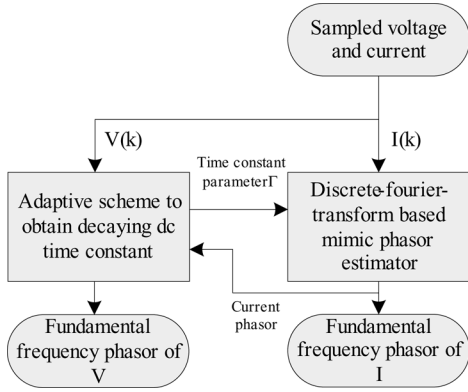 Sampled voltage
and current
V(k)
I(k)
Time constant
parameterΓ
Adaptive scheme to
obtain decaying dc
time constant
Discrete-fourier-
transform based
mimic phasor
estimator
Current
phasor
Fundamental
frequency phasor of
V
Fundamental
frequency phasor of
I